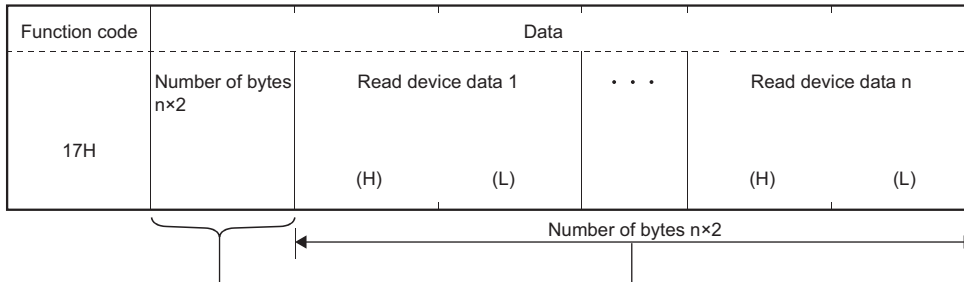 Function code
Data
Number of bytes
n×2
Read device data 1
· · ·
Read device data n
17H
(H)
(L)
(H)
(L)
Number of bytes n×2